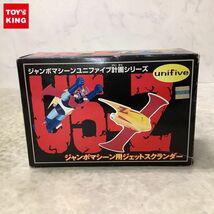 TOY'S KING
ジャンボマシーンユニファイブ計画シリーズ
unifive
ジャンボマシーン用ジェットスクランダー